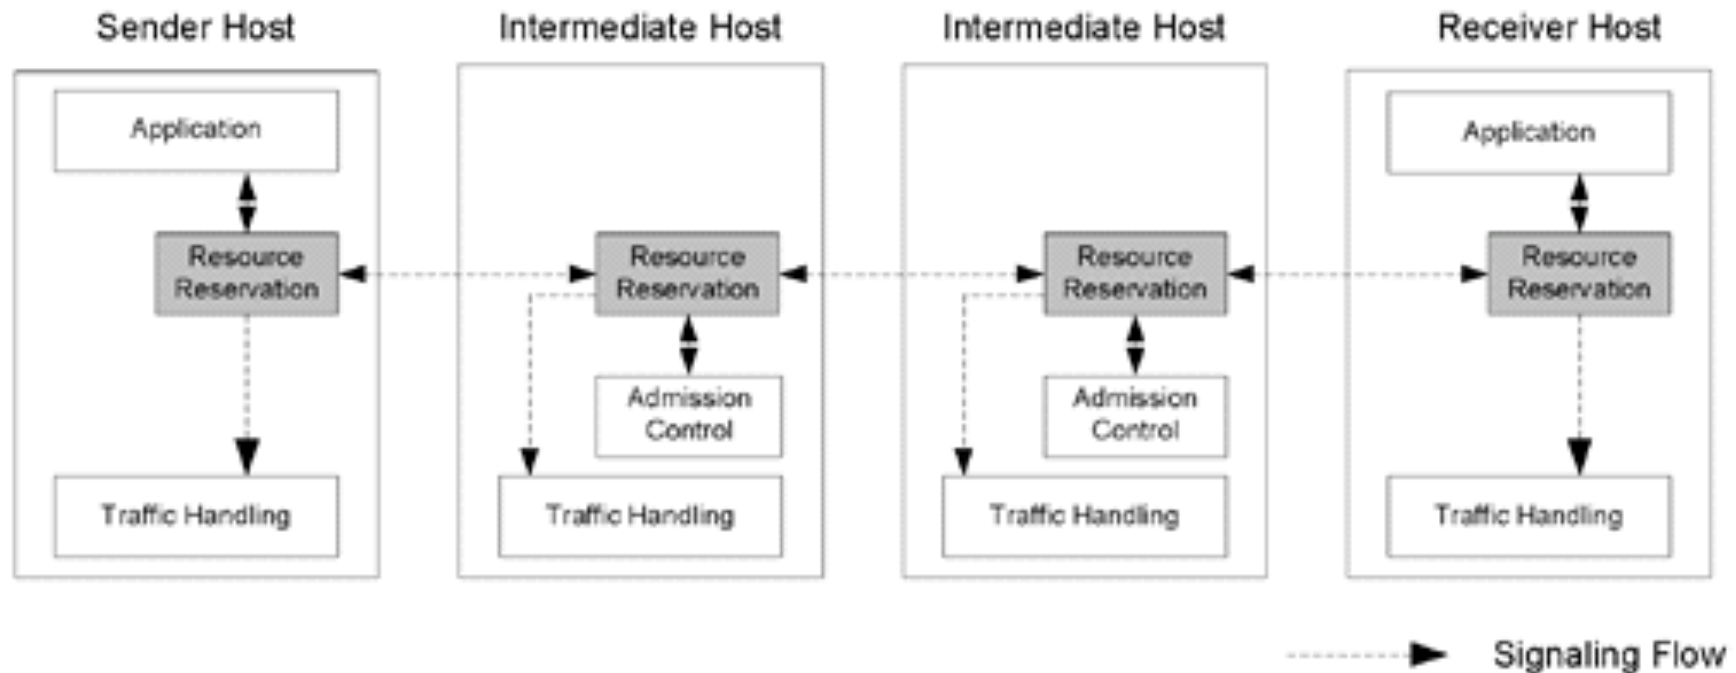 Sender Host
Intermediate Host
Intermediate Host
Receiver Host
Application
Application
Resource
Reservation
Resource
Reservation
Resource
Reservation
Resource
Reservation
Admission
Control
Admission
Control
Traffic Handling
Traffic Handling
Traffic Handling
Traffic Handling
Signaling Flow